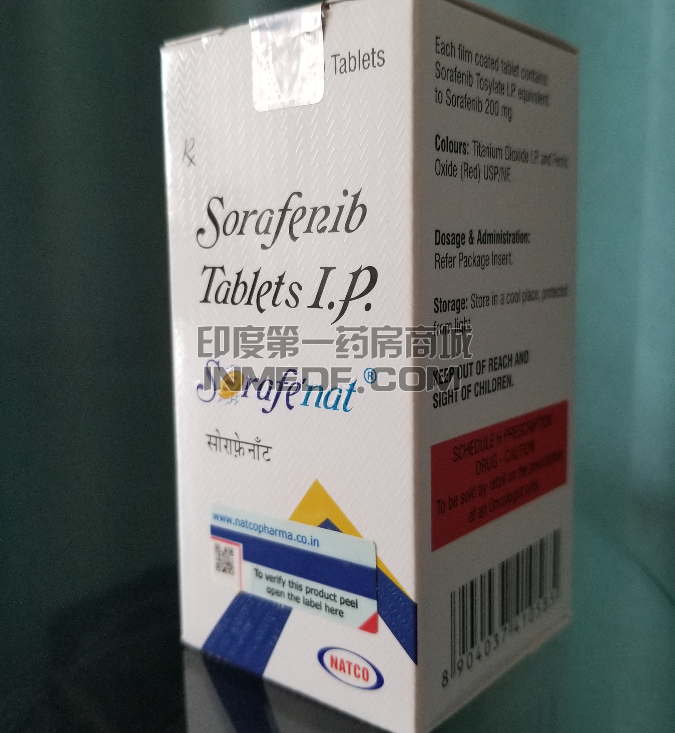 Tablets
Rx
Sorafenib
Tablets I.P.
印度第一药房商城
INMEDE.COM
Sorafenat®
सोराफ़ेनॉंट
www.natcopharma.co.in
To verify this product peel
open the label here
NATCO
Each film coated tablet contains:
Sorafenib Tosylate I.P. equivalent
to Sorafenib 200 mg
Colours: Titanium Dioxide I.P. and Ferric
Oxide (Red) USP/NF.
Dosage & Administration:
Refer Package Insert.
Storage: Store in a cool place, protected
from light.
KEEP OUT OF REACH AND
SIGHT OF CHILDREN.
SCHEDULE H PRESCRIPTION
DRUG - CAUTION
To be sold by retail on the prescription
of an Oncologist only.
8 904037